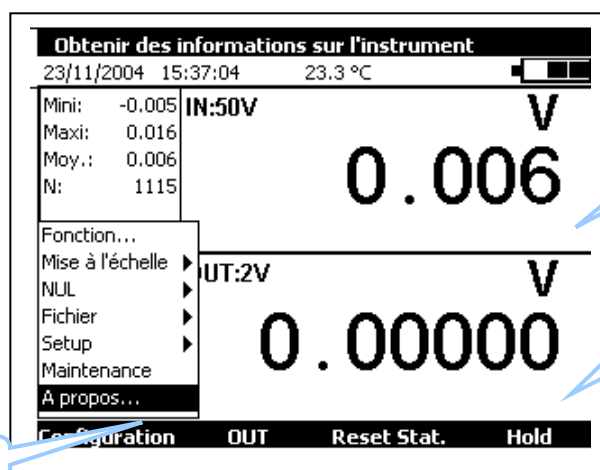 Obtenir des informations sur l'instrument
23/11/2004 15:37:04 23.3 °C
Mini: -0.005
Maxi: 0.016
Moy.: 0.006
N: 1115
IN:50V V
0.006
Fonction...
Mise à l'échelle
NUL
Fichier
Setup
Maintenance
A propos...
OUT:2V V
0.00000
Configuration OUT Reset Stat. Hold